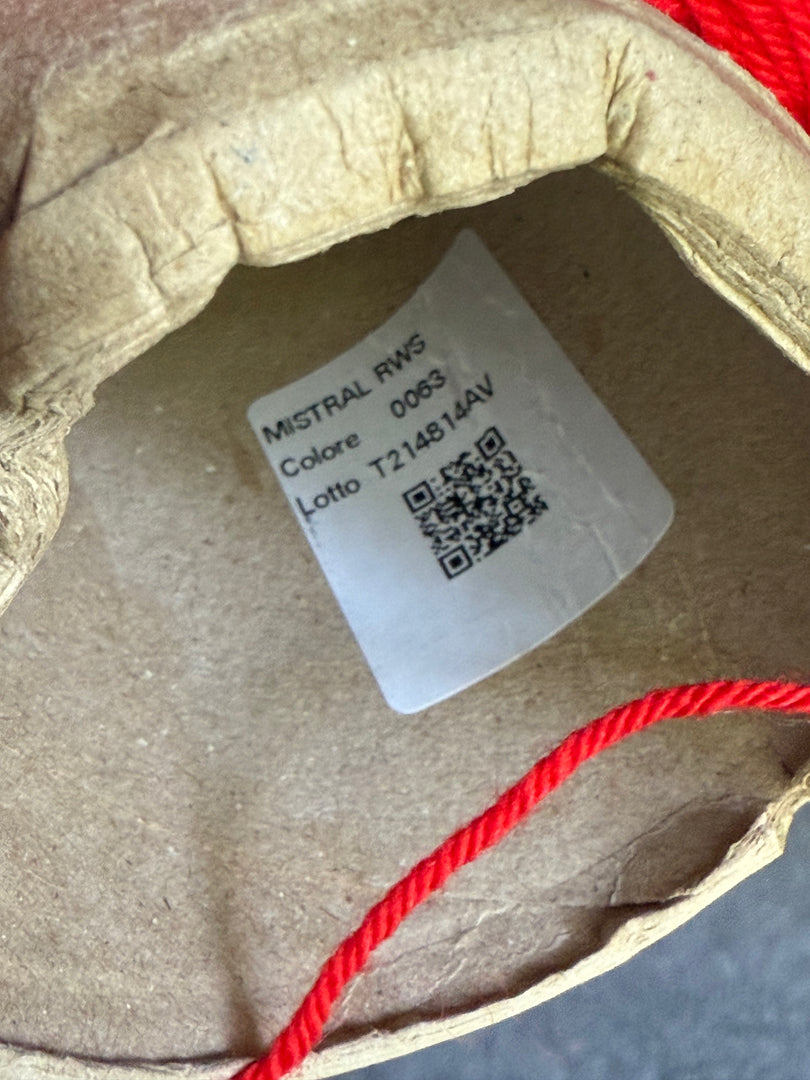 MISTRAL RWS
Colore 0063
Lotto T214814AV